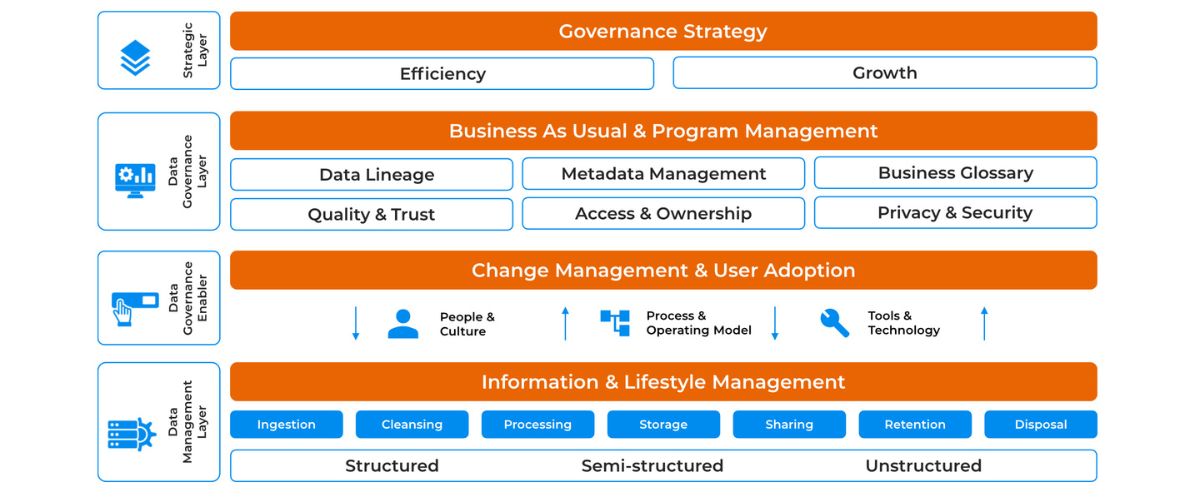 Strategic
Layer
Governance Strategy
Efficiency
Growth
Data
Governance
Layer
Business As Usual & Program Management
Data Lineage
Metadata Management
Business Glossary
Quality & Trust
Access & Ownership
Privacy & Security
Data
Governance
Enabler
Change Management & User Adoption
People &
Culture
Process &
Operating Model
Tools &
Technology
Data
Management
Layer
Information & Lifestyle Management
Ingestion
Cleansing
Processing
Storage
Sharing
Retention
Disposal
Structured
Semi-structured
Unstructured